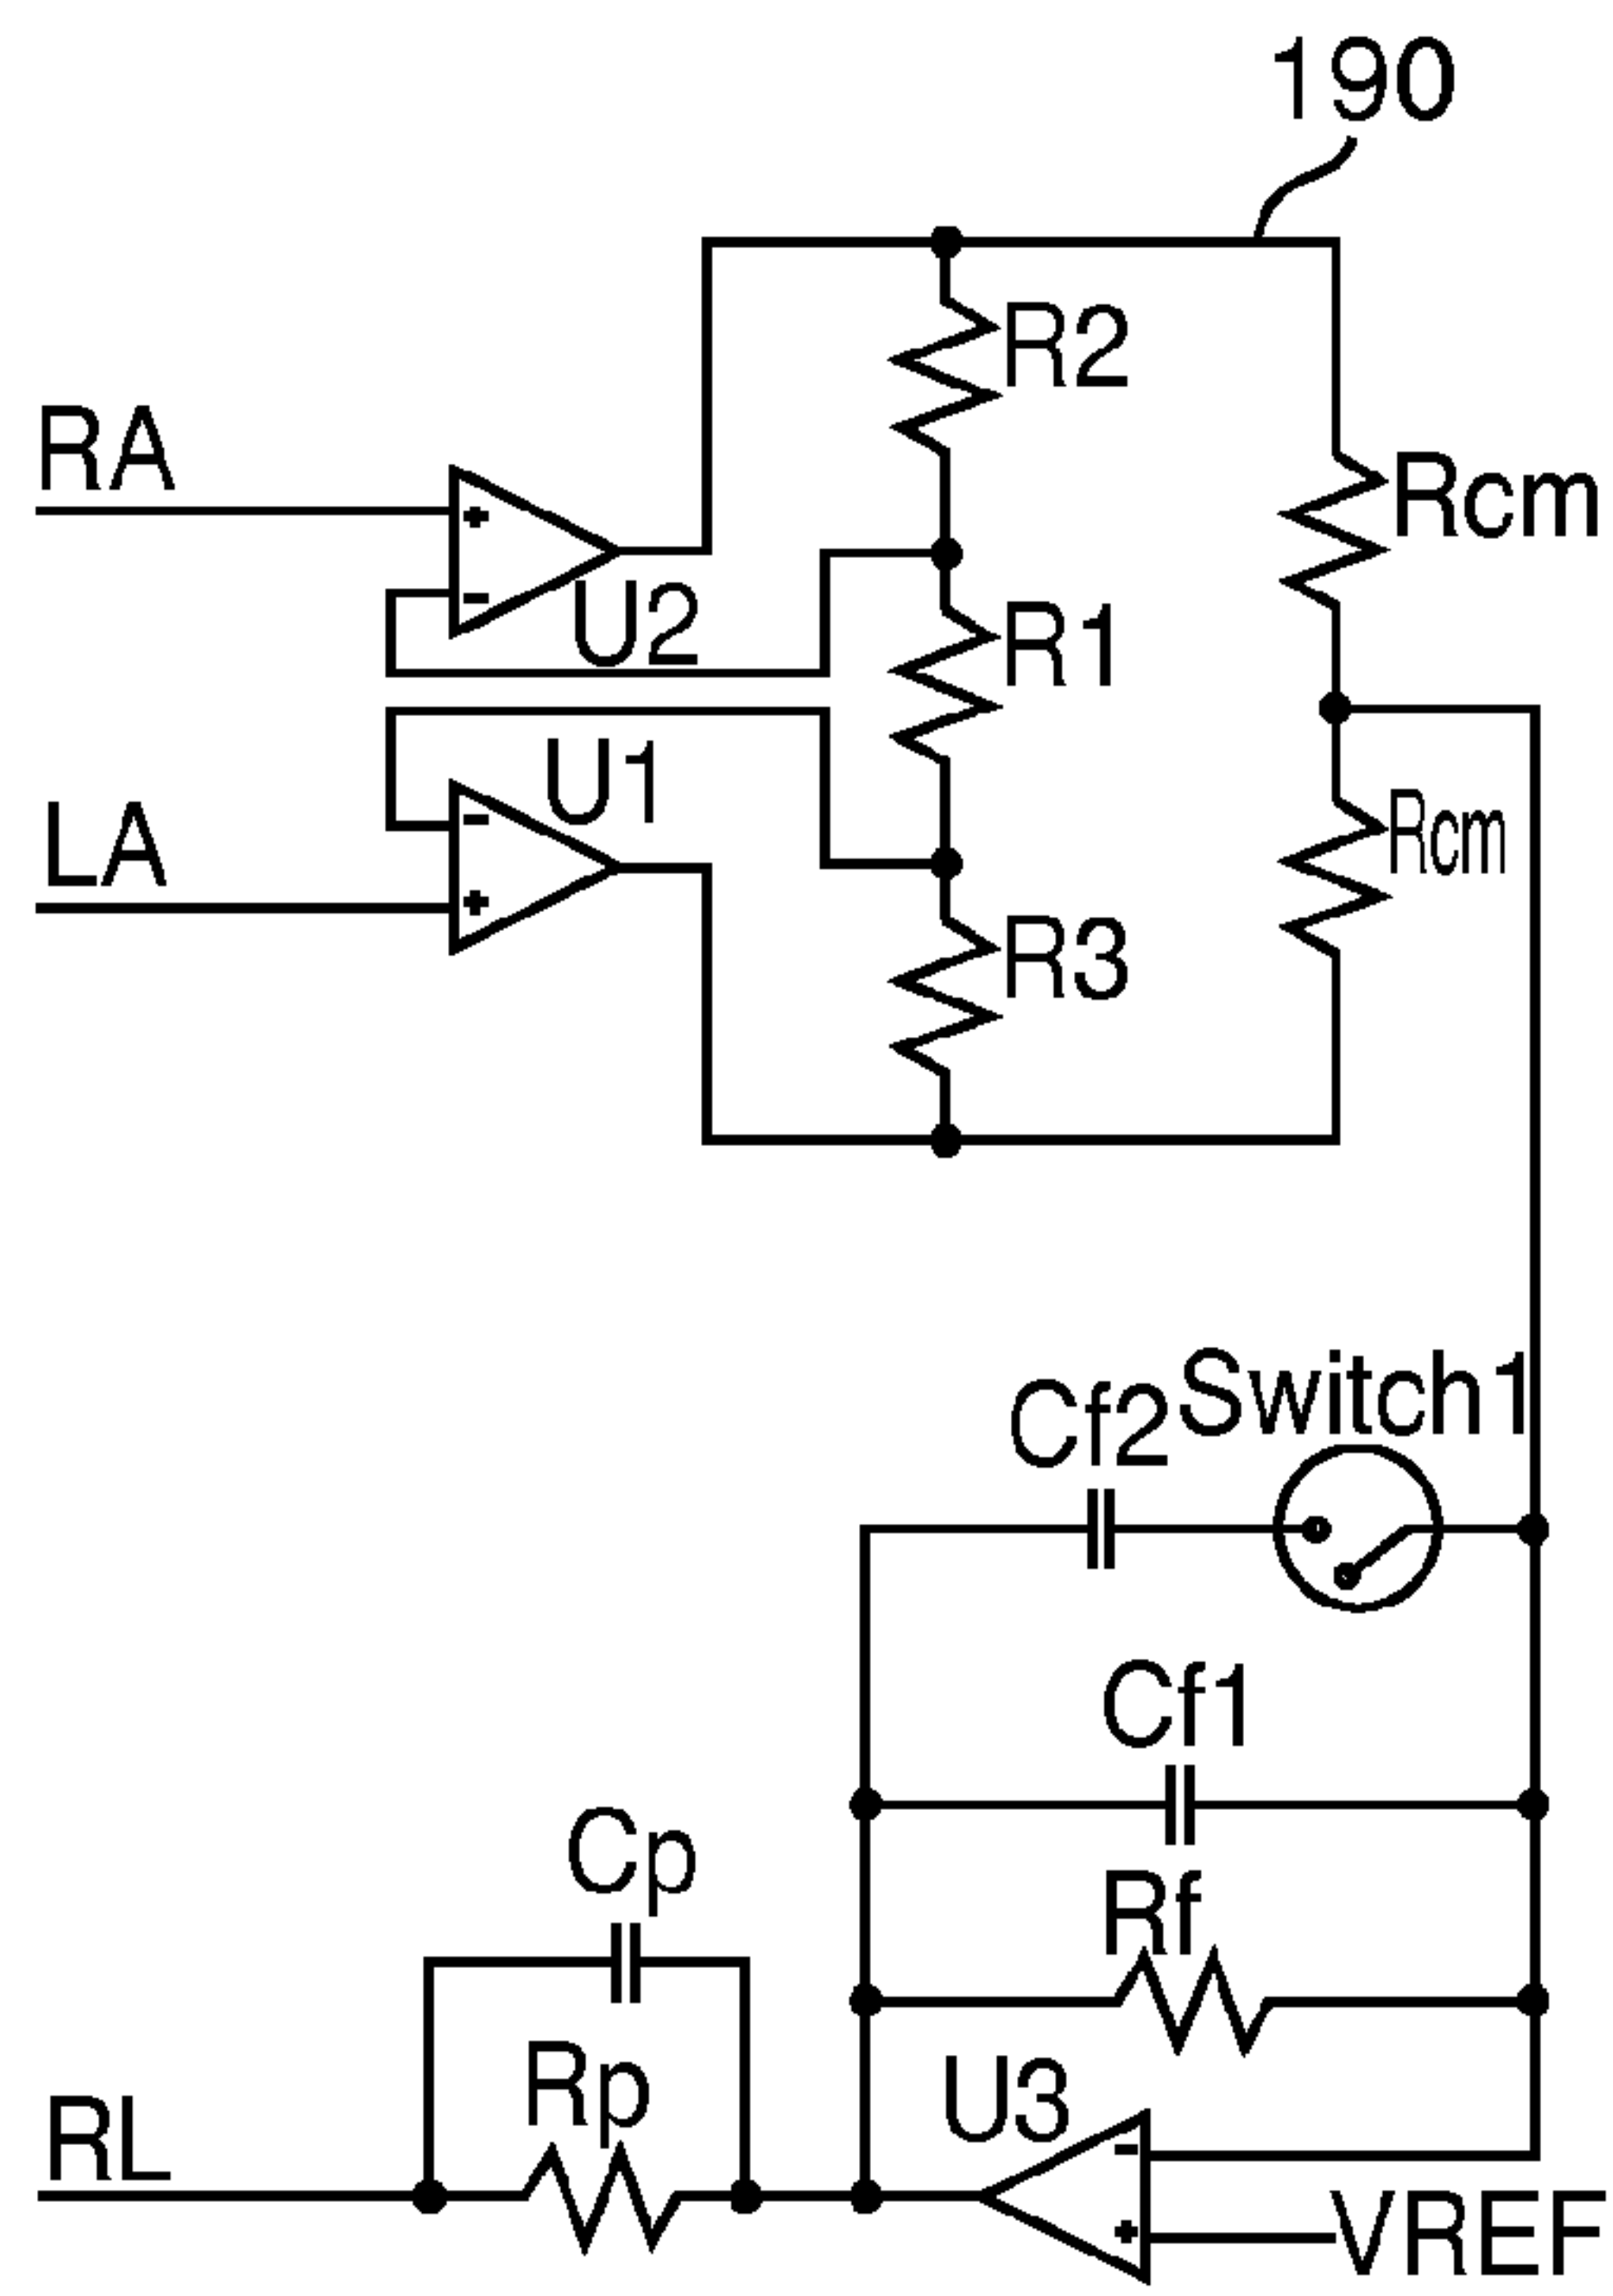 190
R2
RA
Rcm
U2
R1
U1
LA
Rcm
R3
Switch1
Cf2
Cf1
Cp
Rf
Rp
U3
RL
VREF